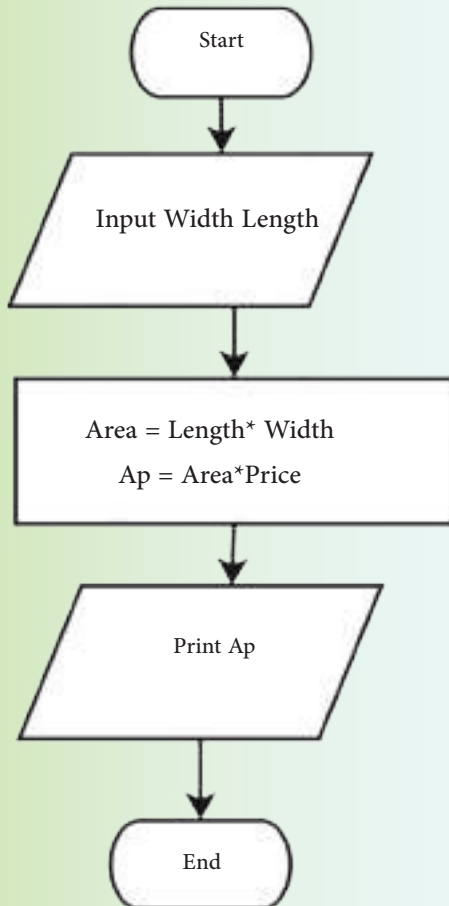 Start
Input Width Length
Area = Length* Width
Ap = Area*Price
Print Ap
End